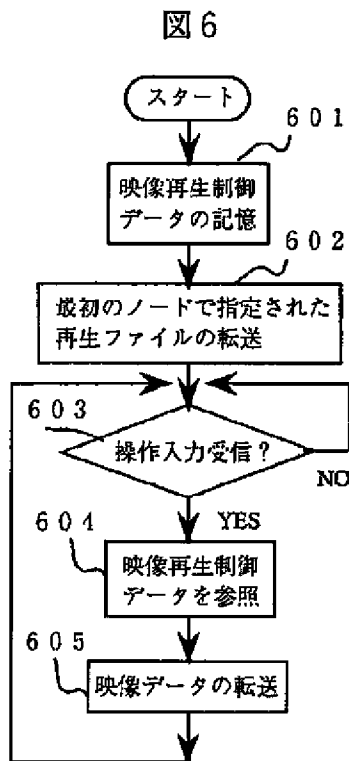 図６
スタート
６０１
映像再生制御
データの記憶
６０２
最初のノードで指定された
再生ファイルの転送
６０３
操作入力受信？
NO
YES
６０４
映像再生制御
データを参照
６０５
映像データの転送